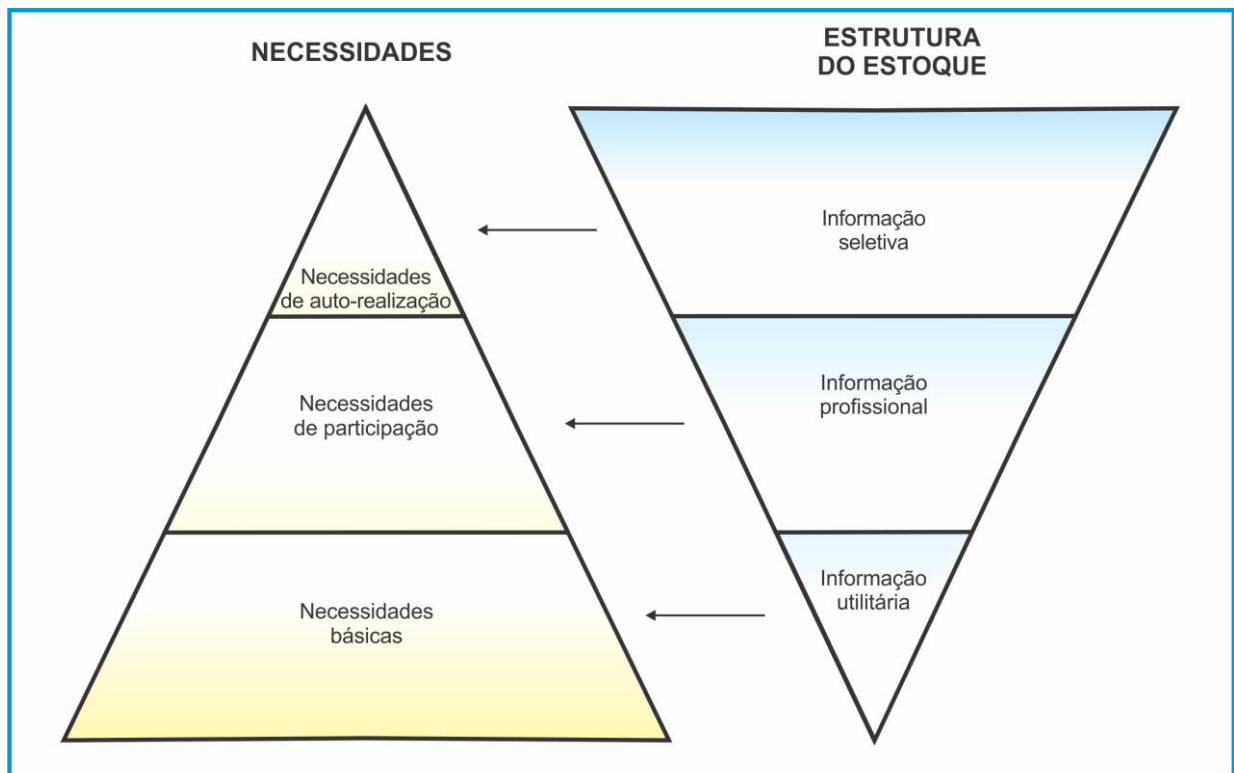 NECESSIDADES
ESTRUTURA
DO ESTOQUE
Necessidades
de auto-realização
Informação
seletiva
Necessidades
de participação
Informação
profissional
Necessidades
básicas
Informação
utilitária